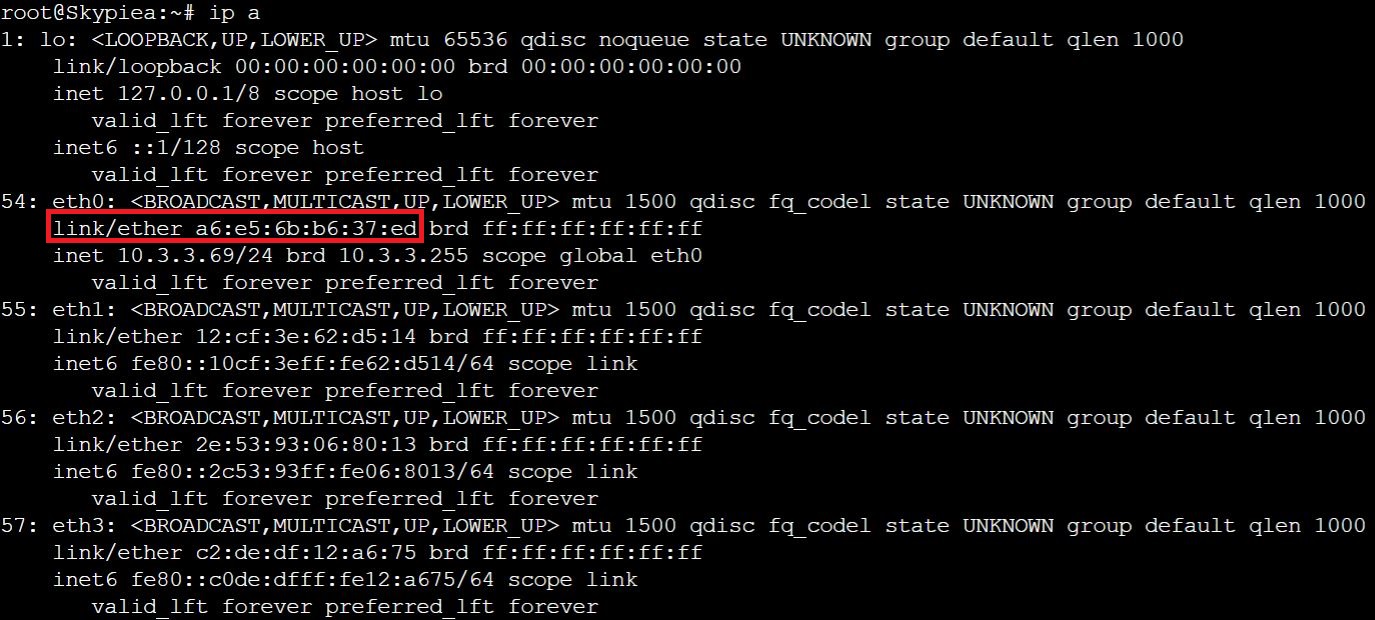 root@Skypiea:~# ip a
1: lo: <LOOPBACK,UP,LOWER_UP> mtu 65536 qdisc noqueue state UNKNOWN group default qlen 1000
    link/loopback 00:00:00:00:00:00 brd 00:00:00:00:00:00
    inet 127.0.0.1/8 scope host lo
       valid_lft forever preferred_lft forever
    inet6 ::1/128 scope host
       valid_lft forever preferred_lft forever
54: eth0: <BROADCAST,MULTICAST,UP,LOWER_UP> mtu 1500 qdisc fq_codel state UNKNOWN group default qlen 1000
    link/ether a6:e5:6b:b6:37:ed brd ff:ff:ff:ff:ff:ff
    inet 10.3.3.69/24 brd 10.3.3.255 scope global eth0
       valid_lft forever preferred_lft forever
55: eth1: <BROADCAST,MULTICAST,UP,LOWER_UP> mtu 1500 qdisc fq_codel state UNKNOWN group default qlen 1000
    link/ether 12:cf:3e:62:d5:14 brd ff:ff:ff:ff:ff:ff
    inet6 fe80::10cf:3eff:fe62:d514/64 scope link
       valid_lft forever preferred_lft forever
56: eth2: <BROADCAST,MULTICAST,UP,LOWER_UP> mtu 1500 qdisc fq_codel state UNKNOWN group default qlen 1000
    link/ether 2e:53:93:06:80:13 brd ff:ff:ff:ff:ff:ff
    inet6 fe80::2c53:93ff:fe06:8013/64 scope link
       valid_lft forever preferred_lft forever
57: eth3: <BROADCAST,MULTICAST,UP,LOWER_UP> mtu 1500 qdisc fq_codel state UNKNOWN group default qlen 1000
    link/ether c2:de:df:12:a6:75 brd ff:ff:ff:ff:ff:ff
    inet6 fe80::c0de:dfff:fe12:a675/64 scope link
       valid_lft forever preferred_lft forever